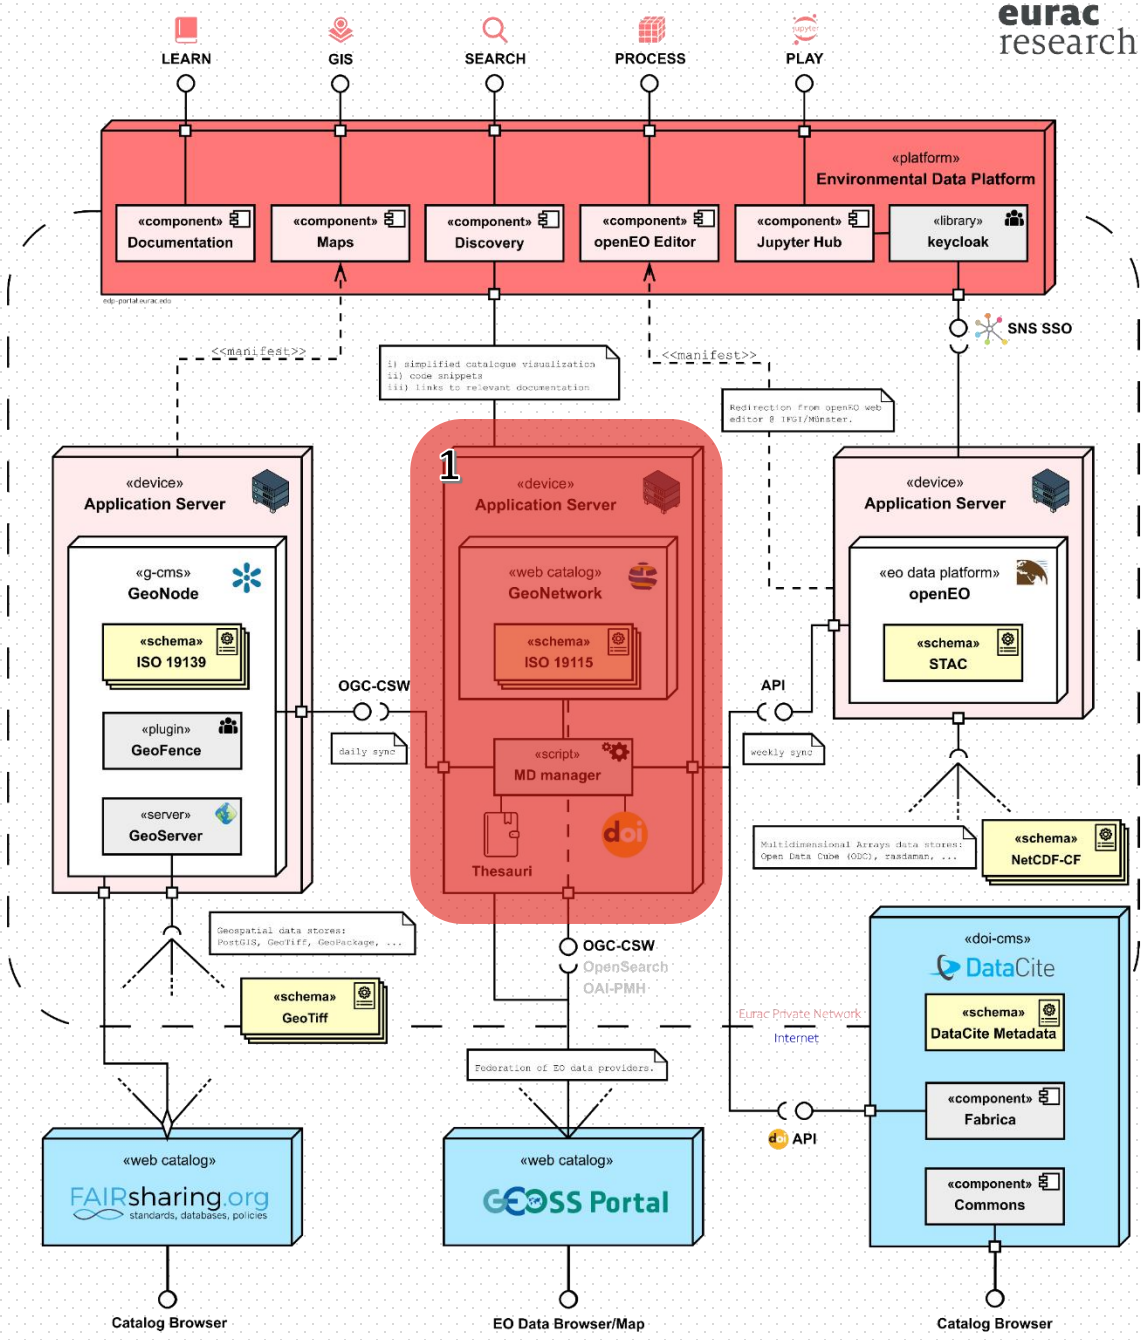 eurac
research
LEARN
GIS
SEARCH
PROCESS
jupyter
PLAY
«platform»
Environmental Data Platform
«component»
Documentation
«component»
Maps
«component»
Discovery
«component»
openEO Editor
«component»
Jupyter Hub
«library»
keycloak
edp-portal.eurac.edu
SNS SSO
<<manifest>>
i) simplified catalogue visualization
ii) code snippets
iii) links to relevant documentation
<<manifest>>
Redirection from openEO web
editor @ IFGI/Münster.
1
«device»
Application Server
«g-cms»
GeoNode
«schema»
ISO 19139
«plugin»
GeoFence
«server»
GeoServer
OGC-CSW
daily sync
«device»
Application Server
«web catalog»
GeoNetwork
«schema»
ISO 19115
«script»
MD manager
Thesauri
doi
API
weekly sync
«device»
Application Server
«eo data platform»
openEO
«schema»
STAC
Multidimensional Arrays data stores:
Open Data Cube (ODC), rasdaman, ...
«schema»
NetCDF-CF
Geospatial data stores:
PostGIS, GeoTiff, GeoPackage, ...
«schema»
GeoTiff
OGC-CSW
OpenSearch
OAI-PMH
Eurac Private Network
Internet
«doi-cms»
DataCite
«schema»
DataCite Metadata
«component»
Fabrica
«component»
Commons
Federation of EO data providers.
doi API
«web catalog»
FAIRsharing.org
standards, databases, policies
«web catalog»
GEOSS Portal
Catalog Browser
EO Data Browser/Map
Catalog Browser